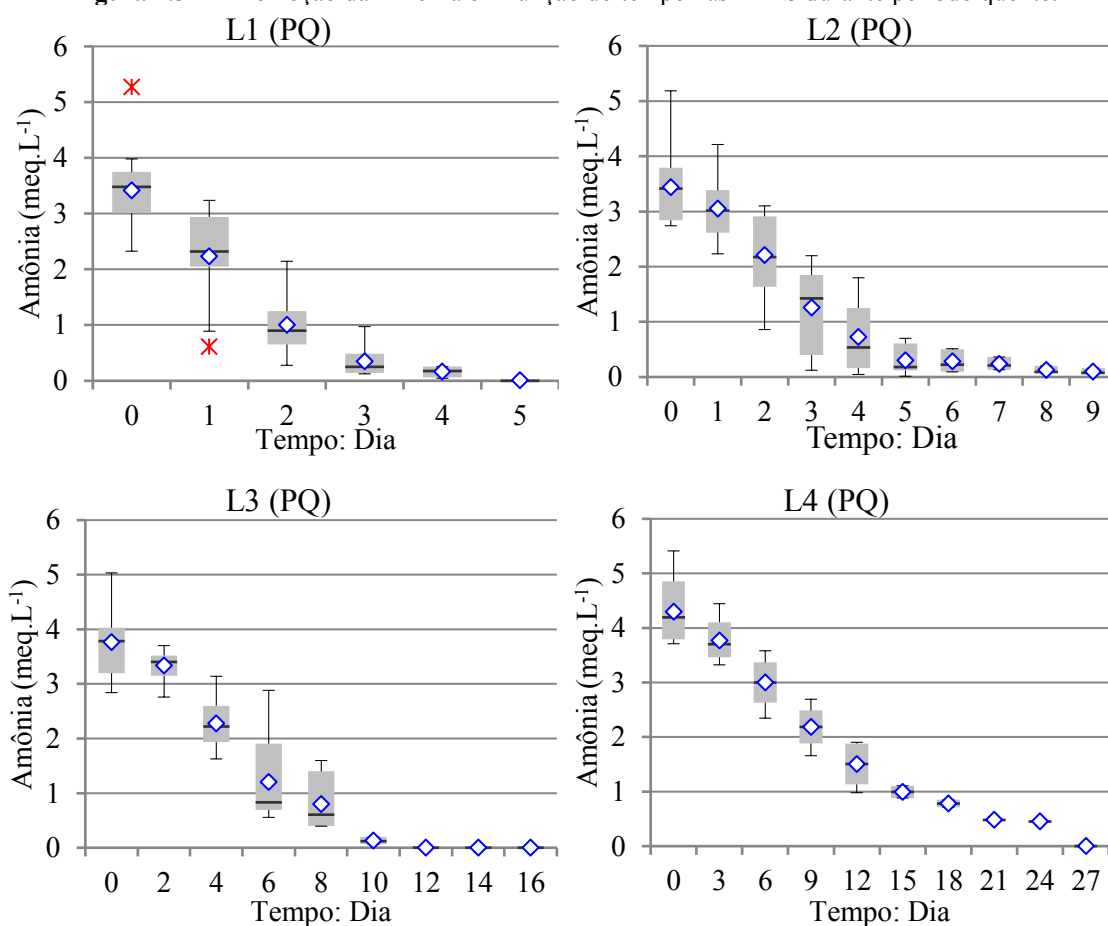 L1 (PQ)
6
5
4
3
2
1
0
Amônia (meq.L⁻¹)
0 1 2 3 4 5
Tempo: Dia
L2 (PQ)
6
5
4
3
2
1
0
Amônia (meq.L⁻¹)
0 1 2 3 4 5 6 7 8 9
Tempo: Dia
L3 (PQ)
6
5
4
3
2
1
0
Amônia (meq.L⁻¹)
0 2 4 6 8 10 12 14 16
Tempo: Dia
L4 (PQ)
6
5
4
3
2
1
0
Amônia (meq.L⁻¹)
0 3 6 9 12 15 18 21 24 27
Tempo: Dia